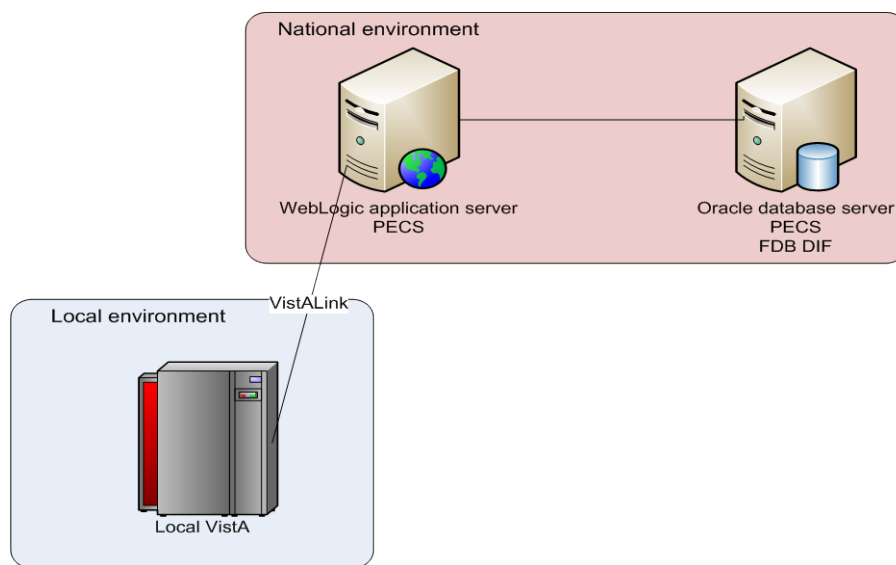 National environment
WebLogic application server
PECS
Oracle database server
PECS
FDB DIF
VistALink
Local environment
Local VistA